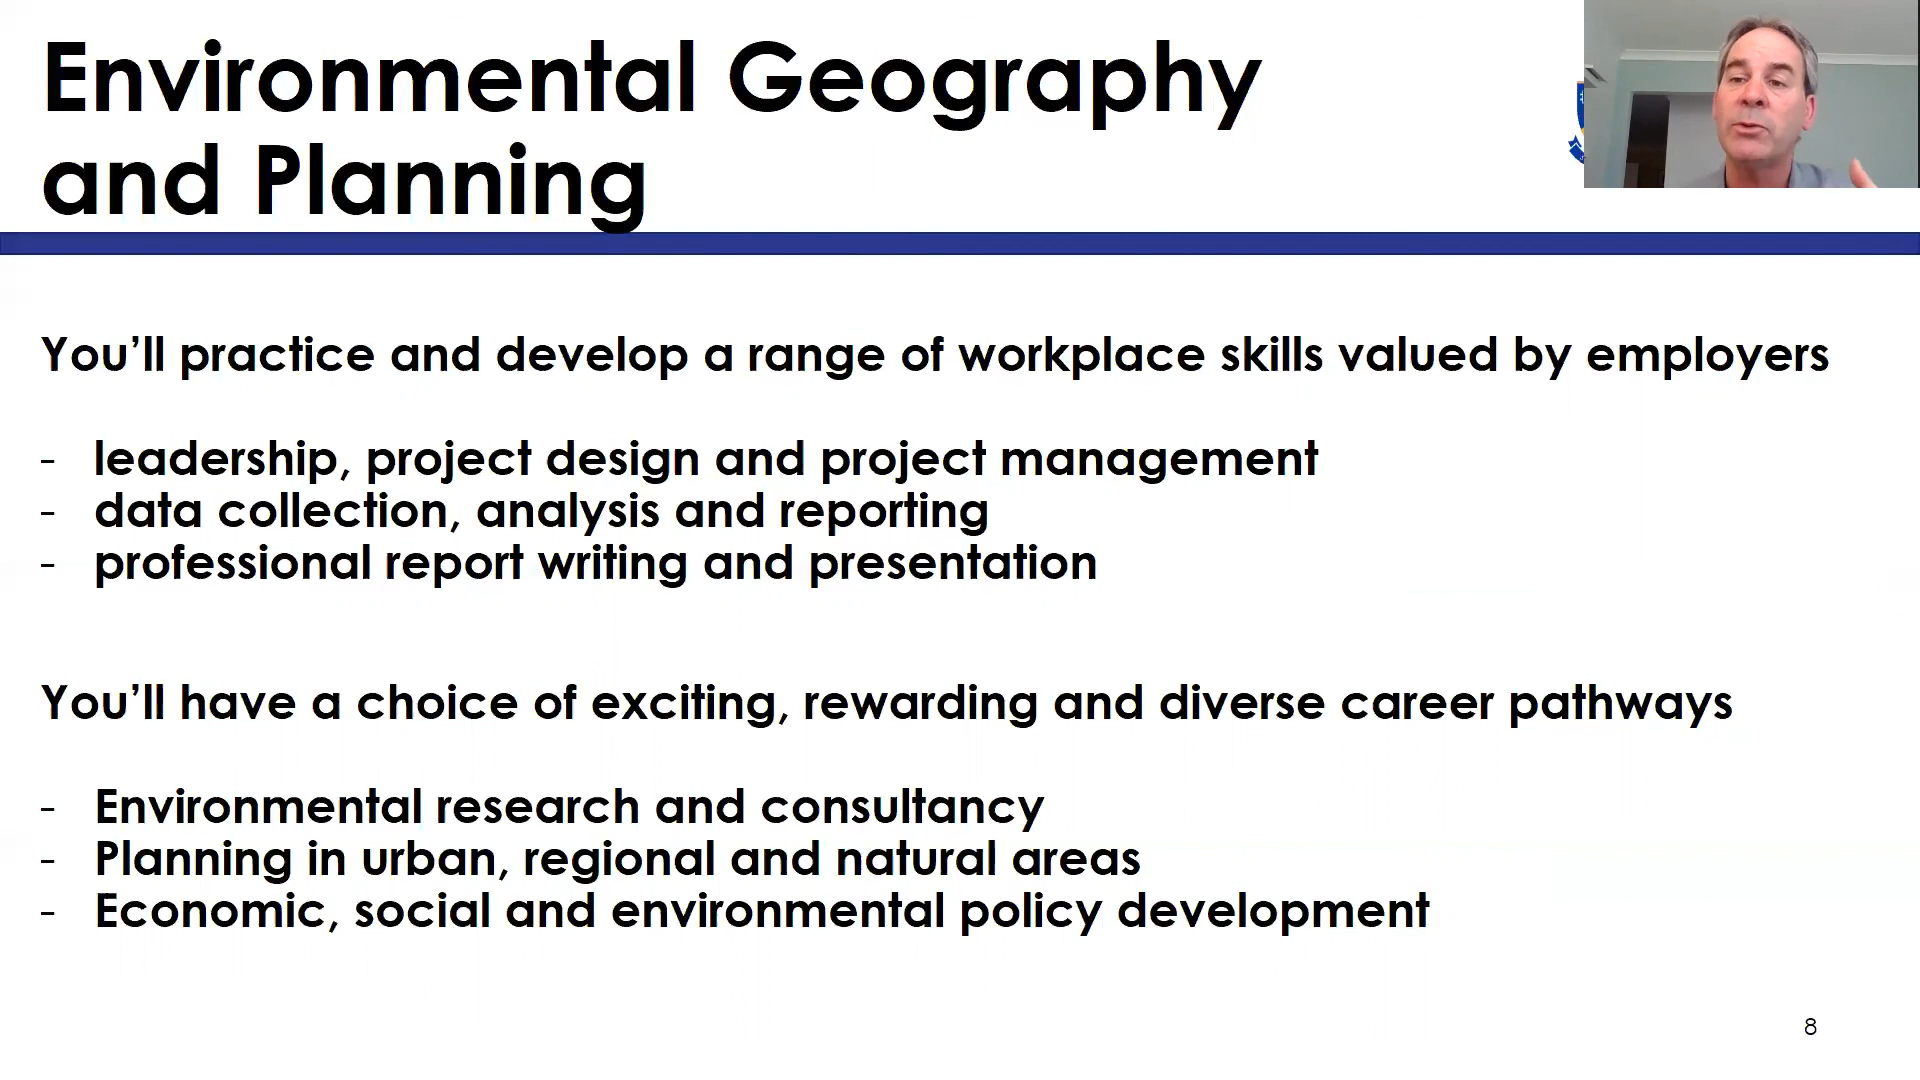 Environmental Geography
and Planning
You’ll practice and develop a range of workplace skills valued by employers
- leadership, project design and project management
- data collection, analysis and reporting
- professional report writing and presentation
You’ll have a choice of exciting, rewarding and diverse career pathways
- Environmental research and consultancy
- Planning in urban, regional and natural areas
- Economic, social and environmental policy development
8